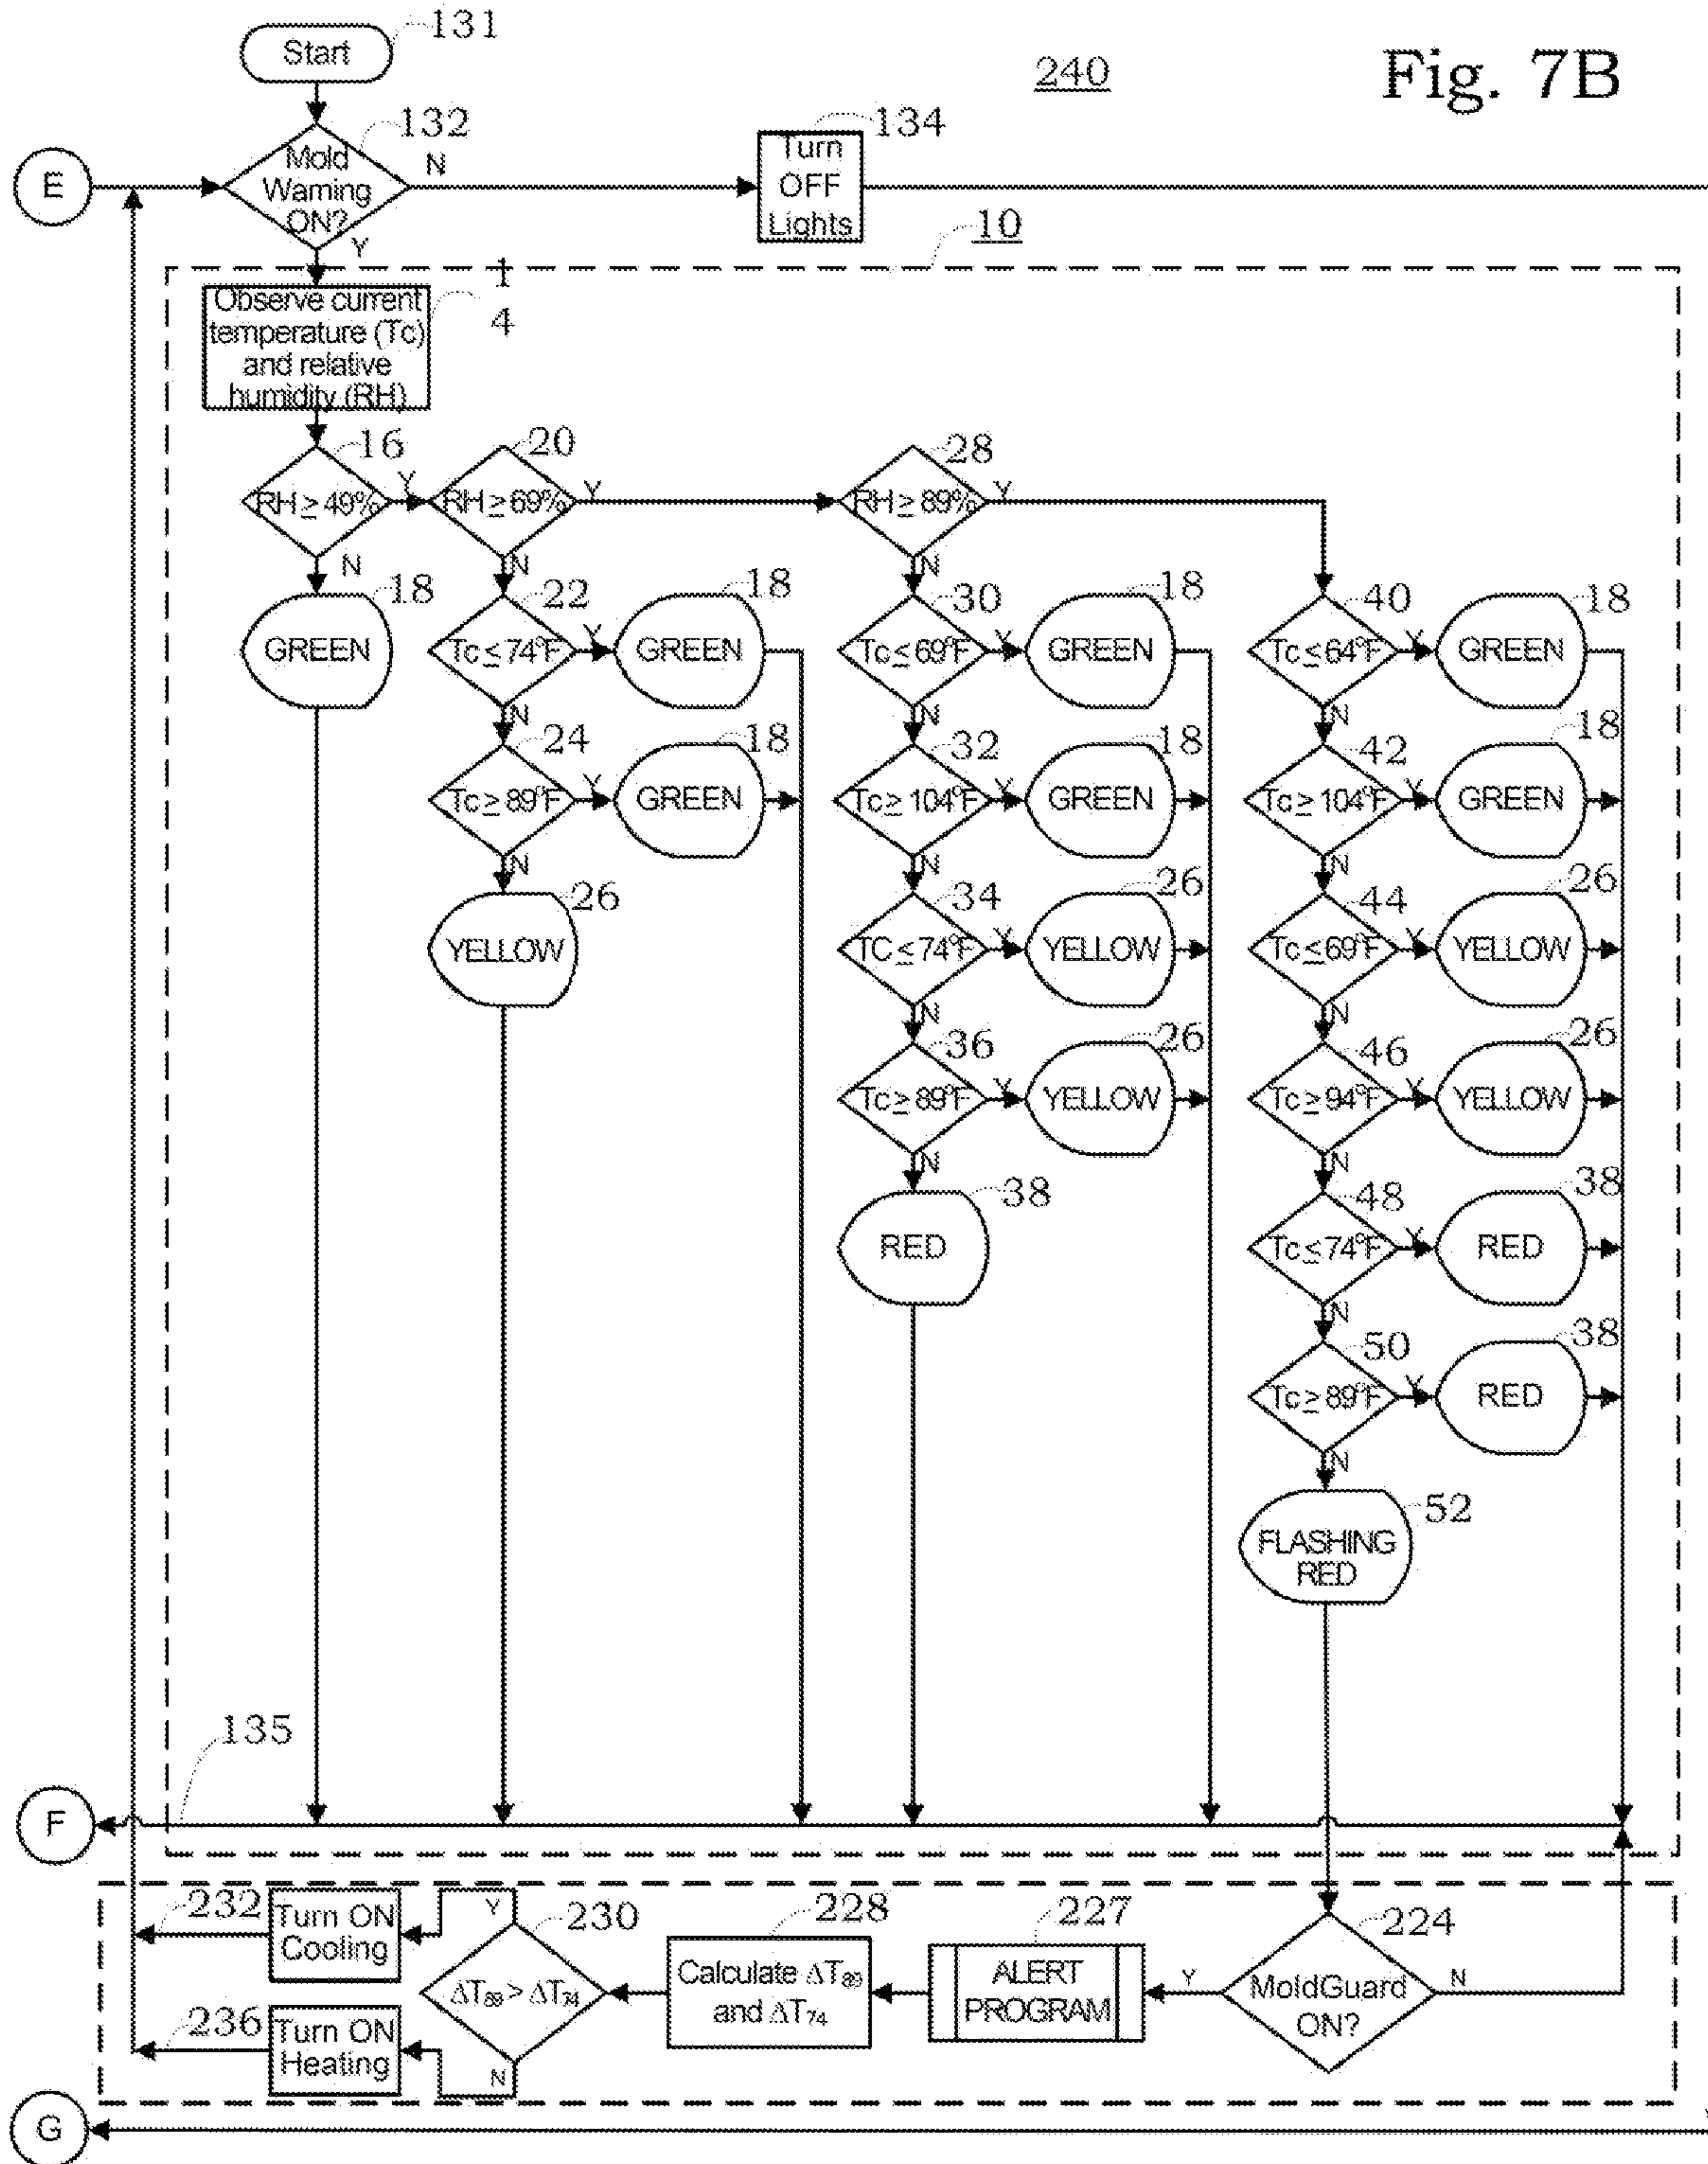 Fig. 7B
240
Start
131
E
Mold
Warning
ON?
132
N
Y
Turn
OFF
Lights
134
10
Observe current
temperature (Tc)
and relative
humidity (RH)
1
4
RH ≥ 49%
16
Y
N
RH ≥ 69%
20
Y
N
RH ≥ 89%
28
Y
N
GREEN
18
Tc ≤ 74°F
22
Y
N
GREEN
18
Tc ≤ 69°F
30
Y
N
GREEN
18
Tc ≤ 64°F
40
Y
N
GREEN
18
Tc ≥ 89°F
24
Y
N
GREEN
18
Tc ≥ 104°F
32
Y
N
GREEN
18
Tc ≥ 104°F
42
Y
N
GREEN
18
YELLOW
26
TC ≤ 74°F
34
Y
N
YELLOW
26
Tc ≤ 69°F
44
Y
N
YELLOW
26
Tc ≥ 89°F
36
Y
N
YELLOW
26
Tc ≥ 94°F
46
Y
N
YELLOW
26
RED
38
Tc ≤ 74°F
48
Y
N
RED
38
Tc ≥ 89°F
50
Y
N
RED
38
FLASHING
RED
52
135
F
232
Turn ON
Cooling
Y
230
ΔT89 > ΔT74
N
236
Turn ON
Heating
228
Calculate ΔT89
and ΔT74
227
ALERT
PROGRAM
Y
224
MoldGuard
ON?
N
G